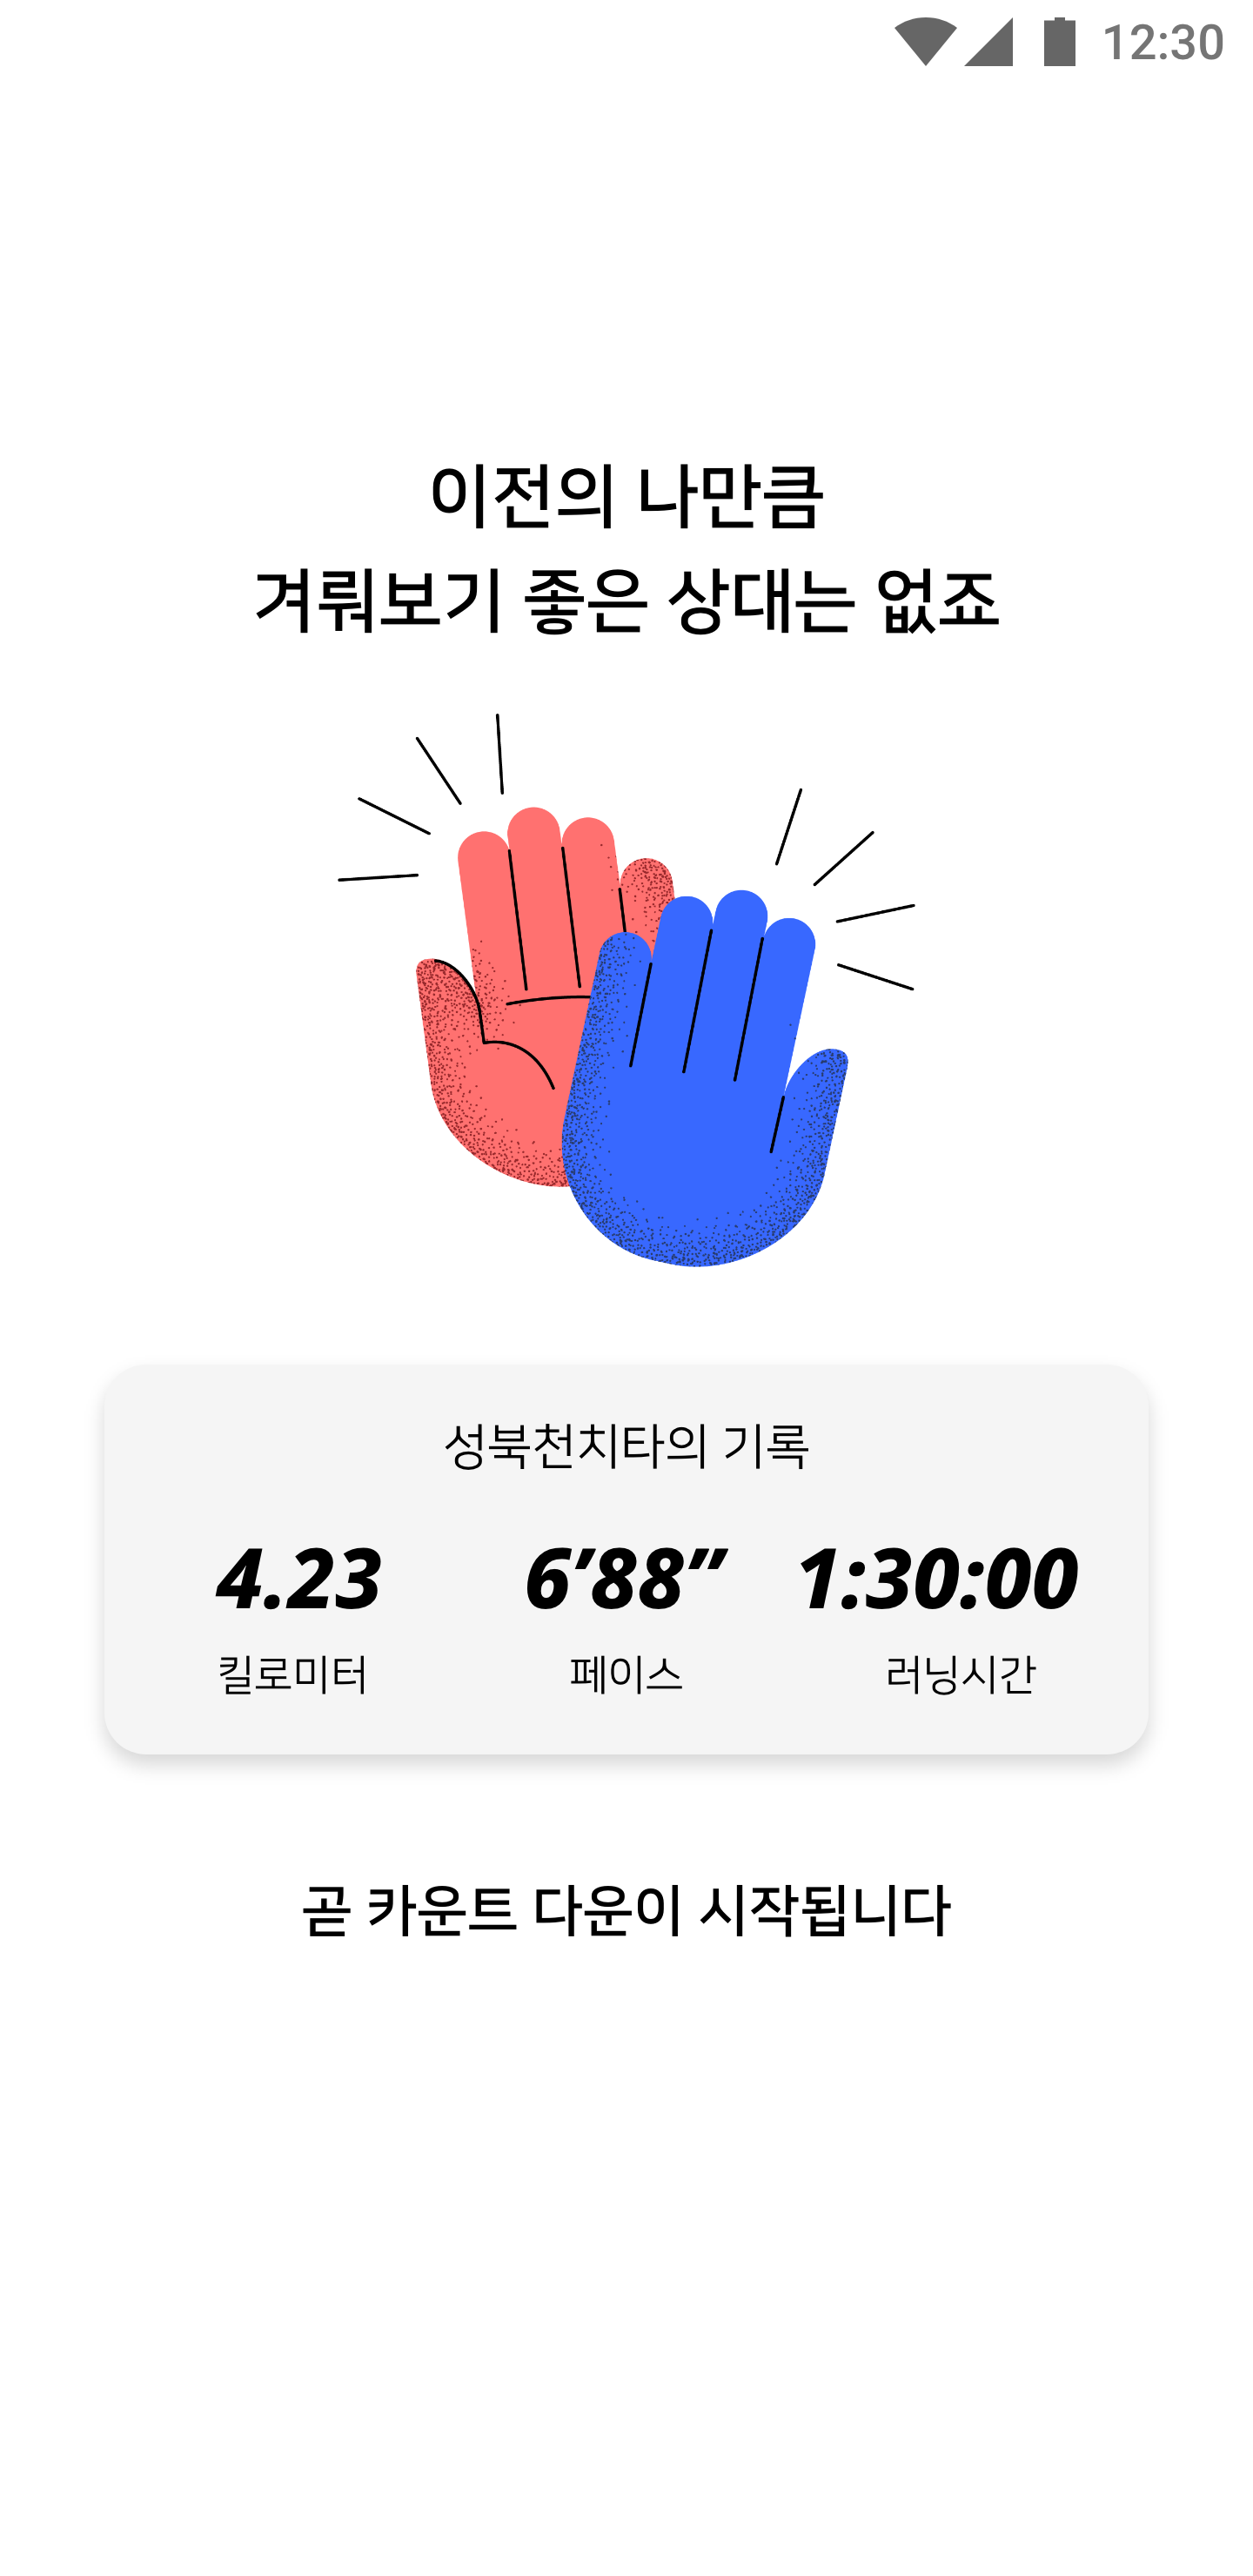 12:30
이전의 나만큼
겨뤄보기 좋은 상대는 없죠
성북천치타의 기록
4.23 6’88” 1:30:00
킬로미터 페이스 러닝시간
곧 카운트 다운이 시작됩니다